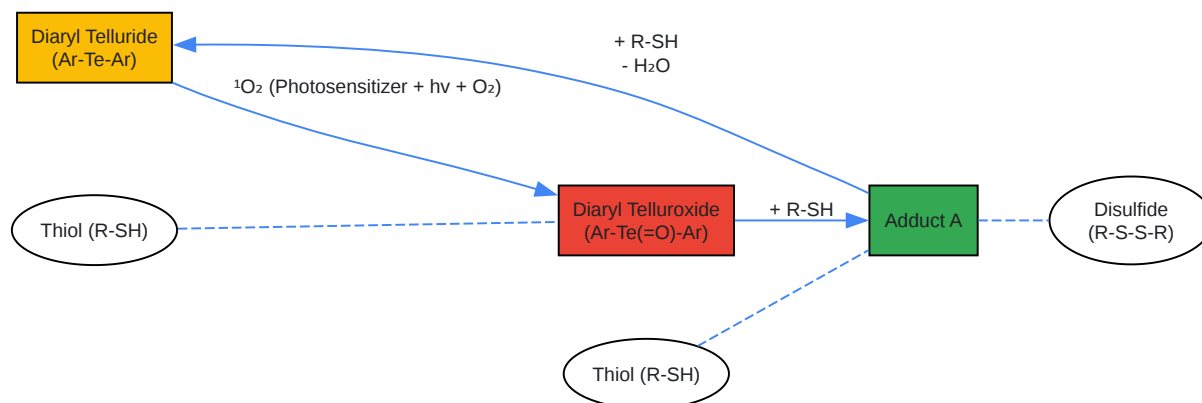 Diaryl Telluride
(Ar-Te-Ar)
+ R-SH
- H₂O
¹O₂ (Photosensitizer + hv + O₂)
Thiol (R-SH)
Diaryl Telluroxide
(Ar-Te(=O)-Ar)
+ R-SH
Adduct A
Disulfide
(R-S-S-R)
Thiol (R-SH)